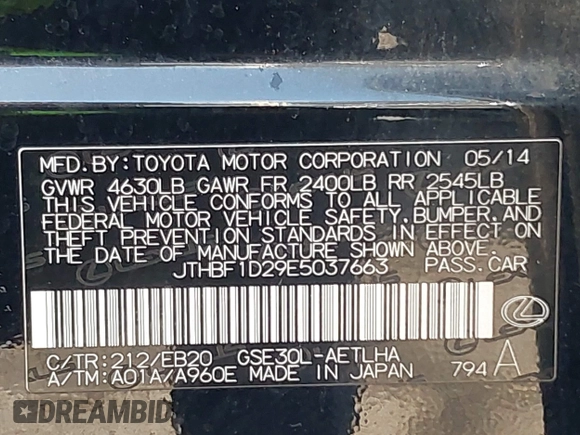 MFD.BY:TOYOTA MOTOR CORPORATION 05/14
GVWR 4630LB GAWR FR 2400LB RR 2545LB
THIS VEHICLE CONFORMS TO ALL APPLICABLE
FEDERAL MOTOR VEHICLE SAFETY,BUMPER,AND
THEFT PREVENTION STANDARDS IN EFFECT ON
THE DATE OF MANUFACTURE SHOWN ABOVE.
JTHBF1D29E5037663 PASS.CAR
C/TR:212/EB20 GSE30L-AETLHA
A/TM:A01A/A960E MADE IN JAPAN 794 A
DREAMBID